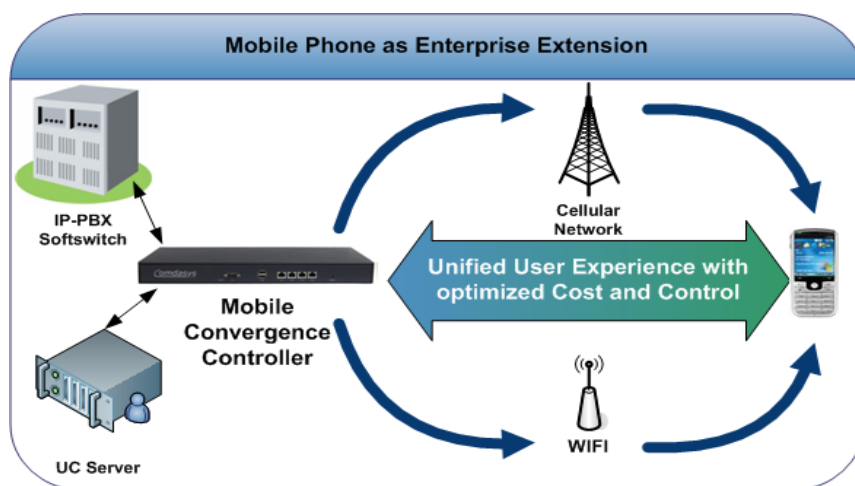 Mobile Phone as Enterprise Extension
IP-PBX
Softswitch
Cellular
Network
Comdasys
Unified User Experience with
optimized Cost and Control
Mobile
Convergence
Controller
UC Server
WIFI